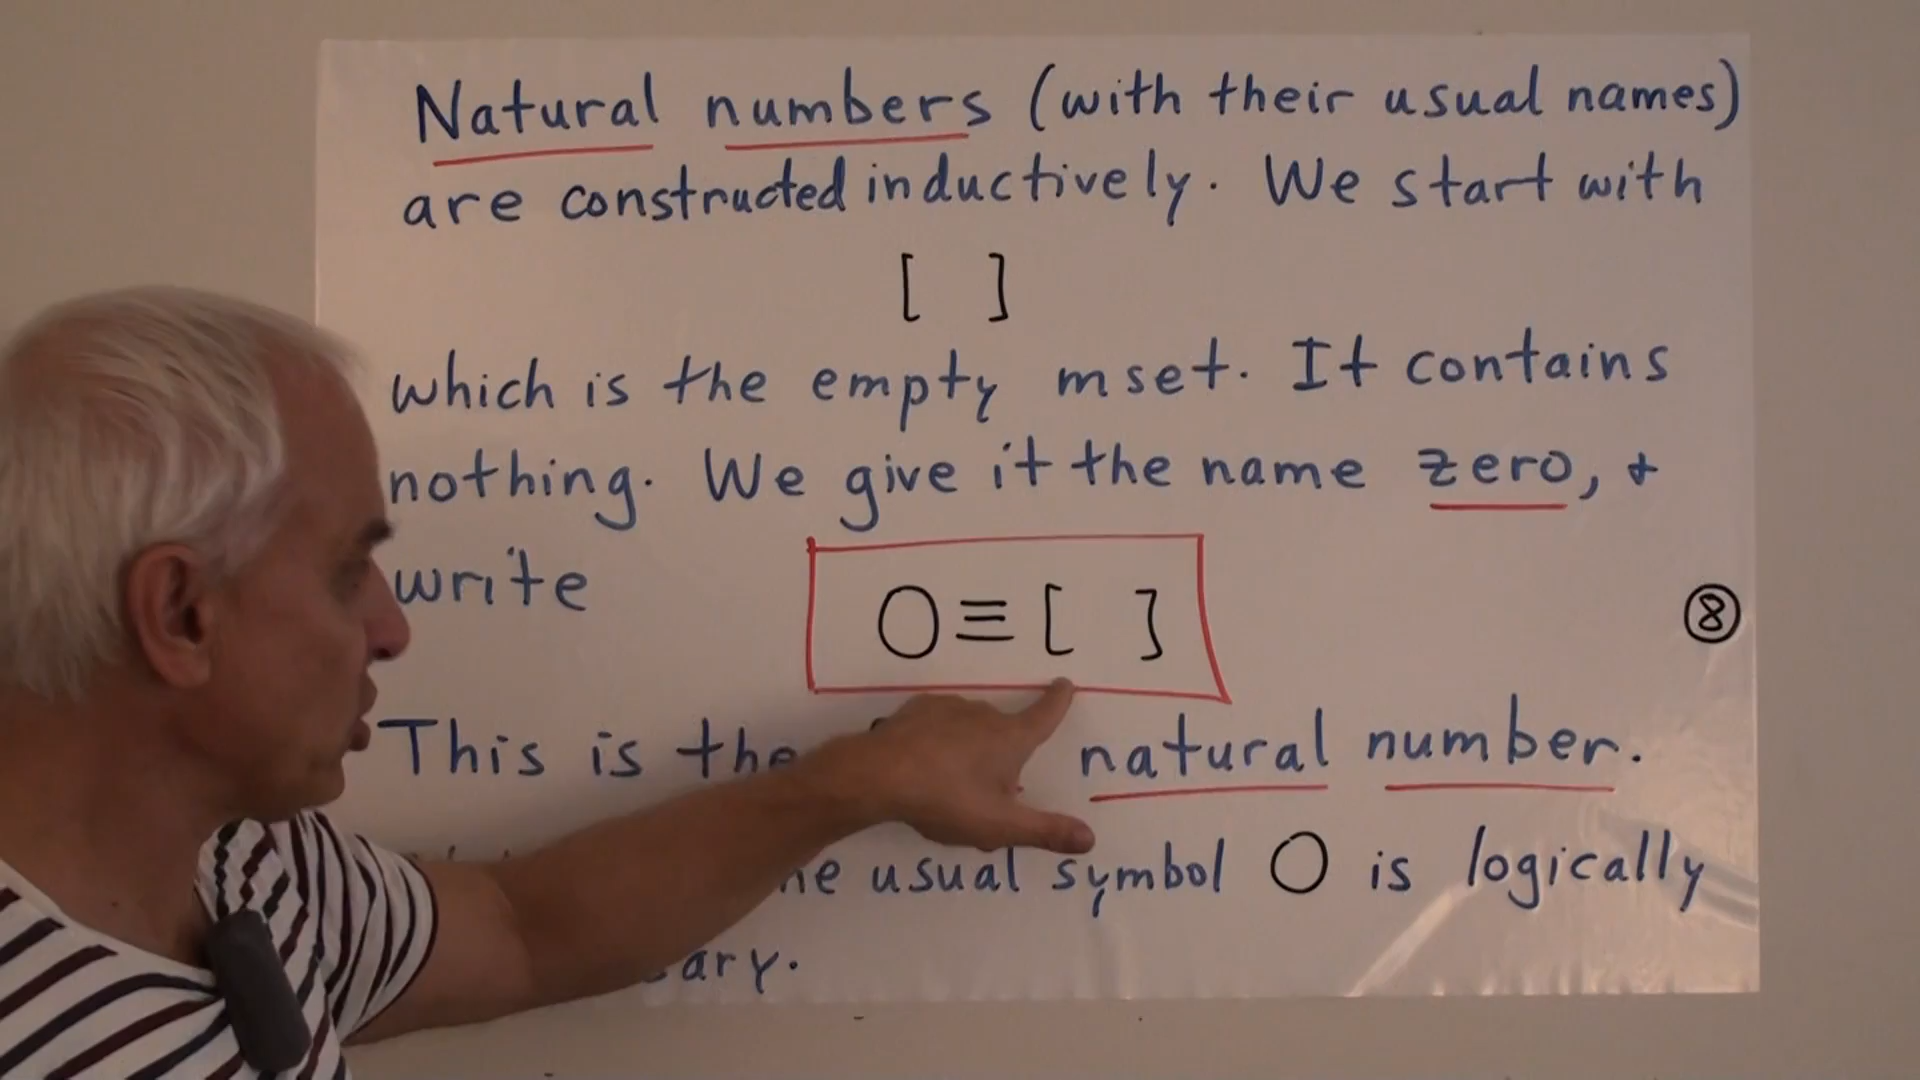 Natural numbers (with their usual names)
are constructed inductively. We start with
[ ]
which is the empty mset. It contains
nothing. We give it the name zero, +
write
0 ≡ [ ]
8
This is the natural number.
usual symbol 0 is logically